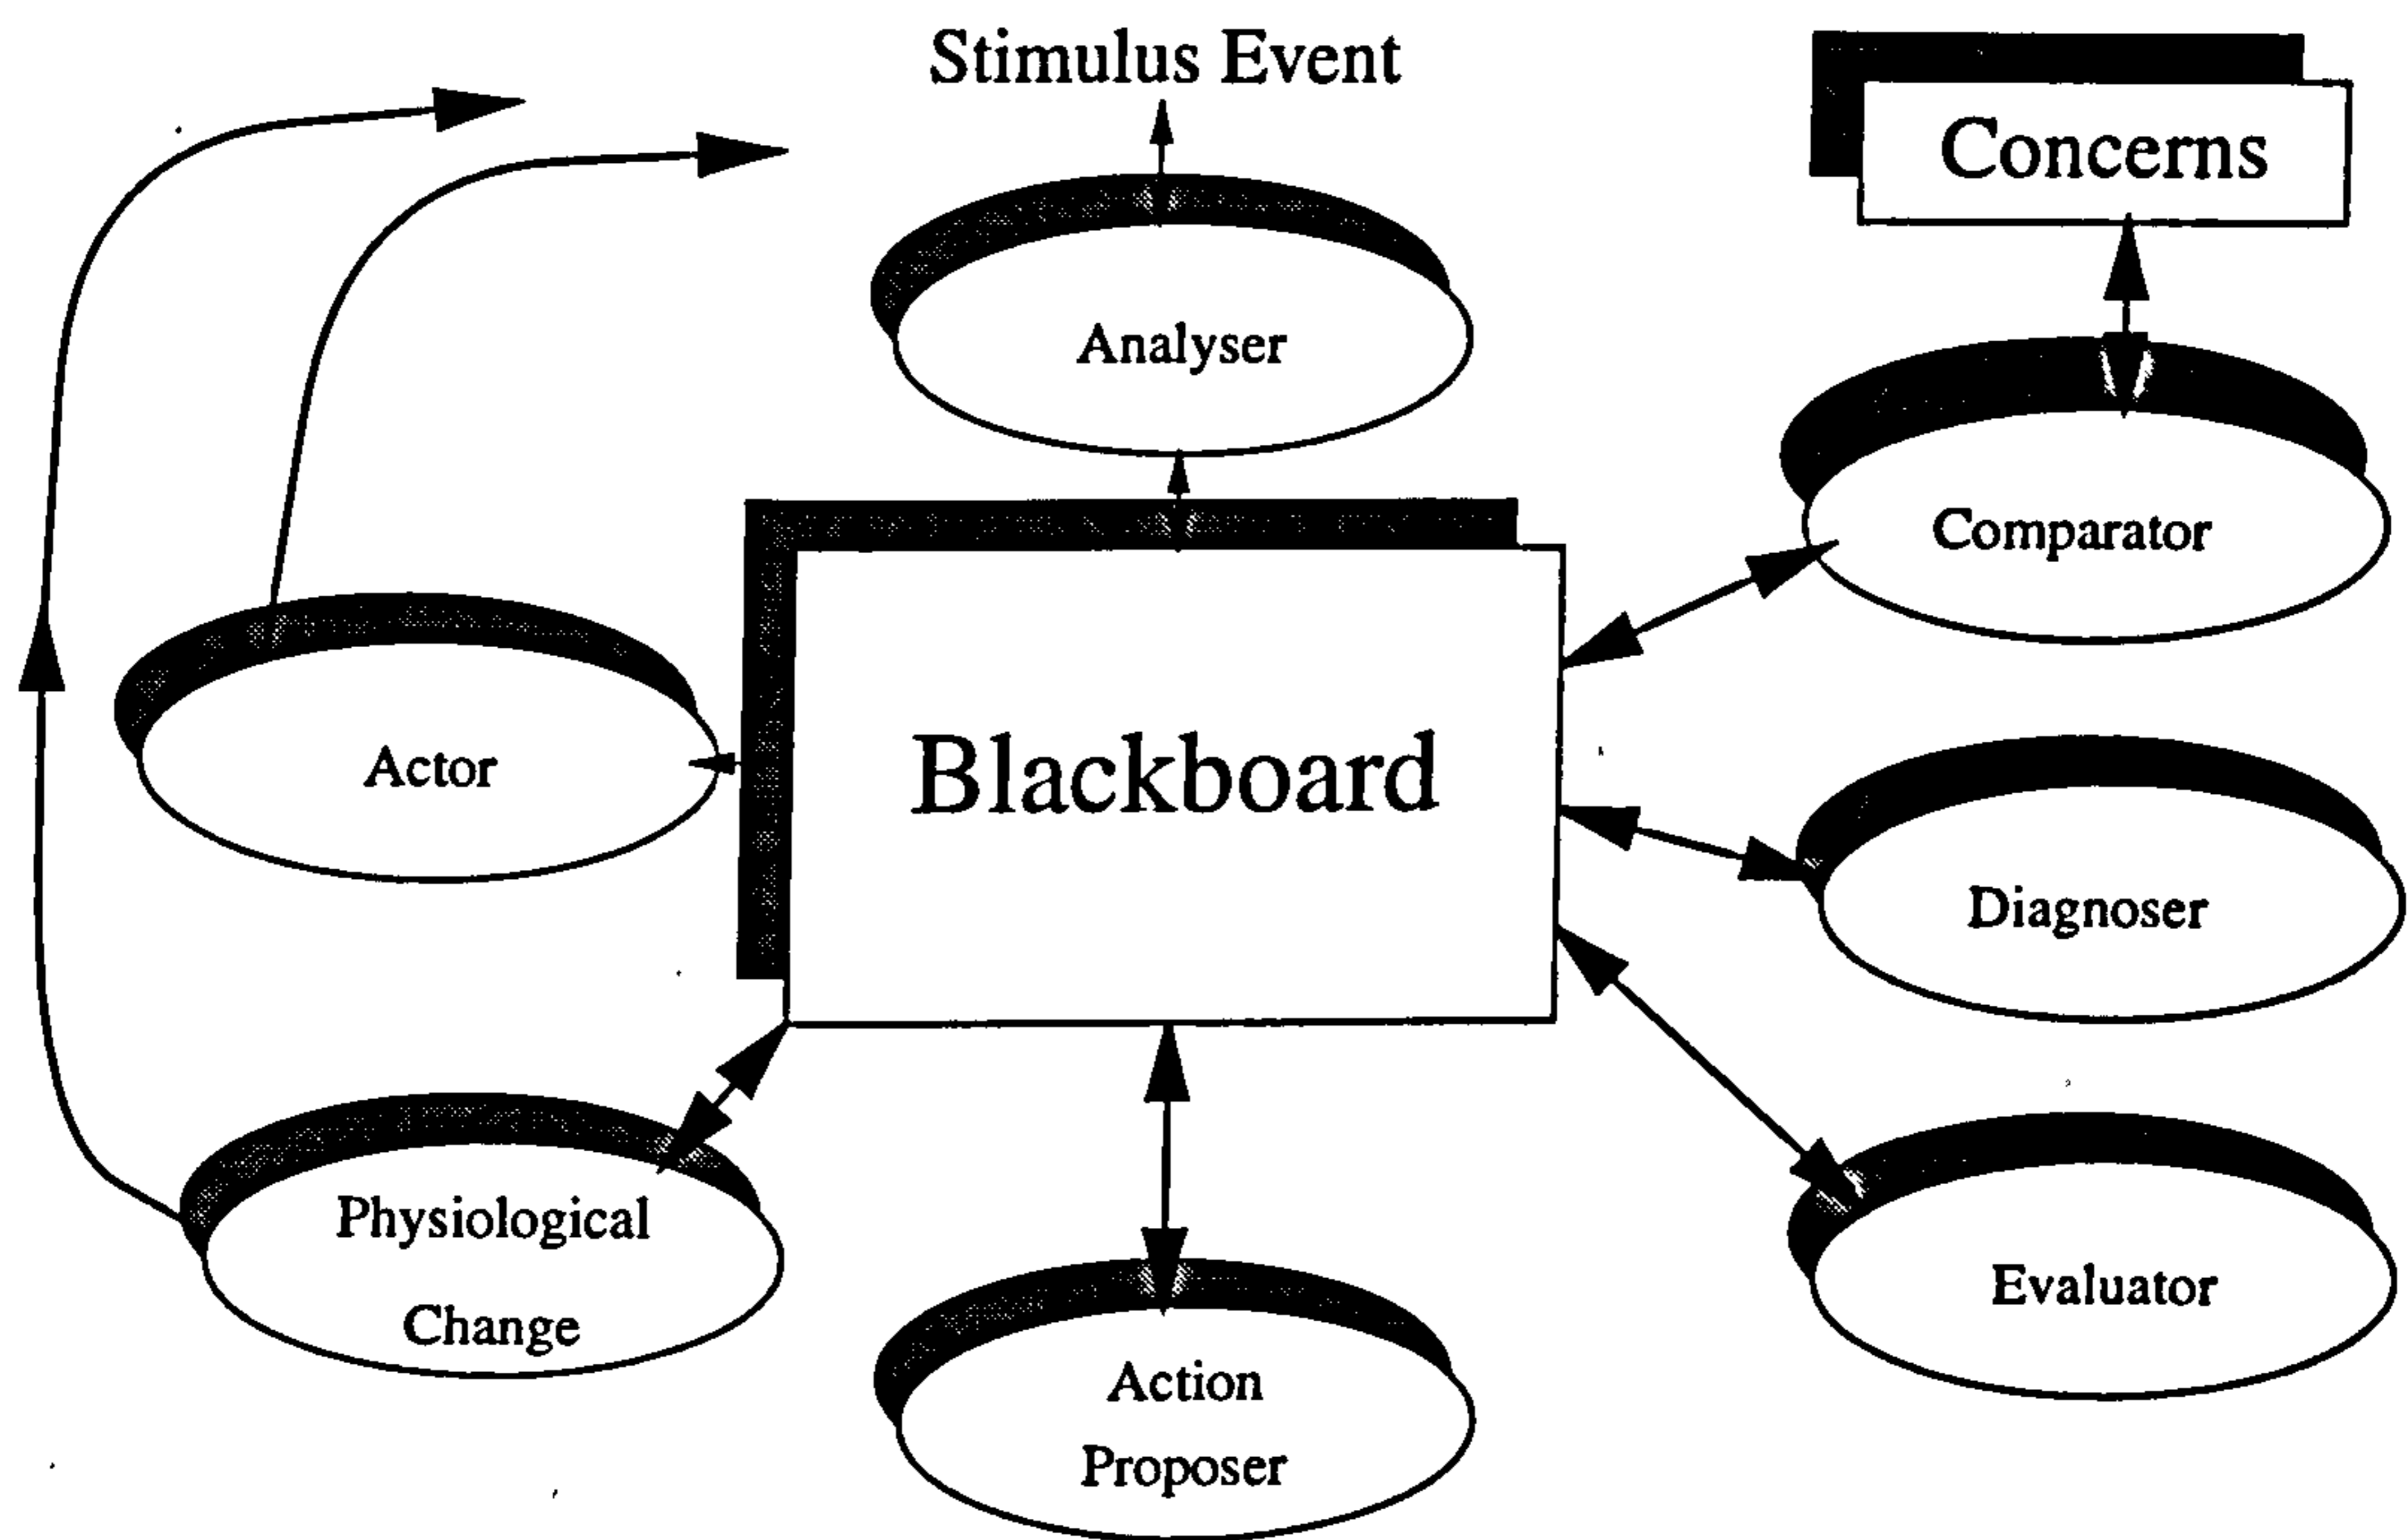 Stimulus Event
Concerns
Analyser
Comparator
Actor
Blackboard
Diagnoser
Physiological
Change
Evaluator
Action
Proposer